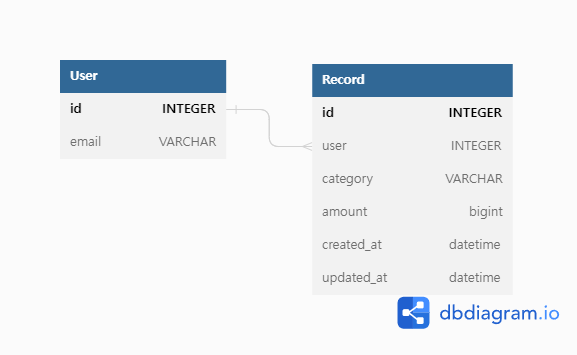 User
id INTEGER
email VARCHAR
Record
id INTEGER
user INTEGER
category VARCHAR
amount bigint
created_at datetime
updated_at datetime
dbdiagram.io